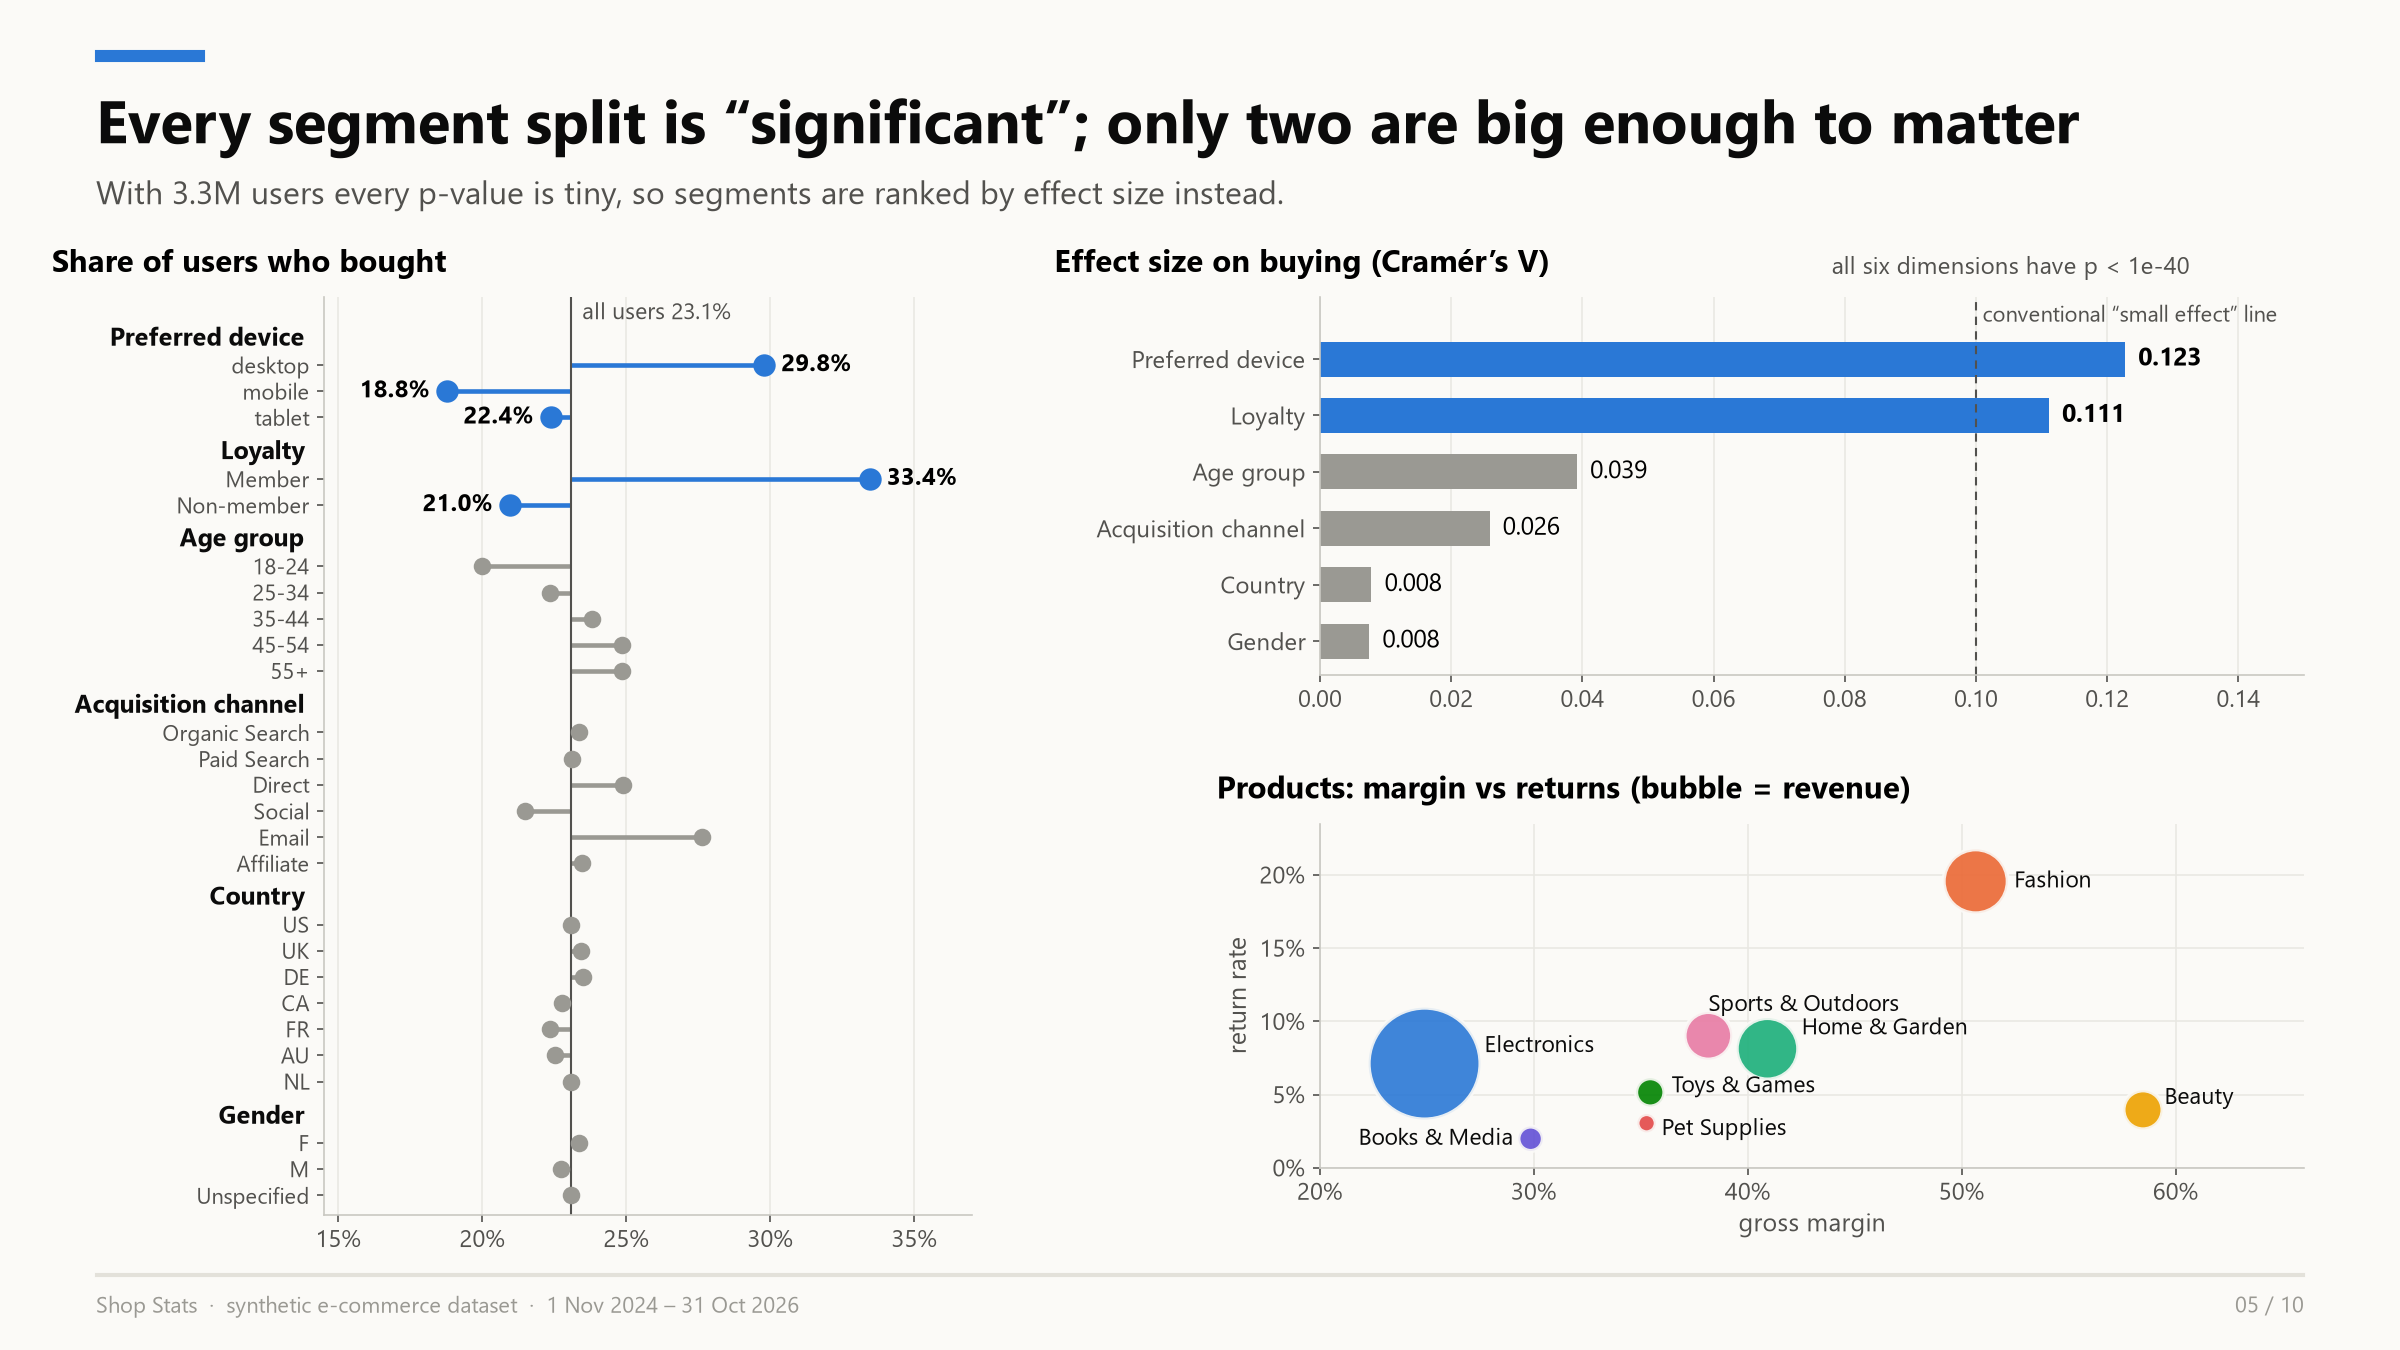 Every segment split is “significant”; only two are big enough to matter
With 3.3M users every p-value is tiny, so segments are ranked by effect size instead.
Share of users who bought
all users 23.1%
Preferred device
desktop
29.8%
mobile
18.8%
tablet
22.4%
Loyalty
Member
33.4%
Non-member
21.0%
Age group
18-24
25-34
35-44
45-54
55+
Acquisition channel
Organic Search
Paid Search
Direct
Social
Email
Affiliate
Country
US
UK
DE
CA
FR
AU
NL
Gender
F
M
Unspecified
15% 20% 25% 30% 35%
Effect size on buying (Cramér’s V)
all six dimensions have p < 1e-40
conventional “small effect” line
Preferred device 0.123
Loyalty 0.111
Age group 0.039
Acquisition channel 0.026
Country 0.008
Gender 0.008
0.00 0.02 0.04 0.06 0.08 0.10 0.12 0.14
Products: margin vs returns (bubble = revenue)
return rate
20%
15%
10%
5%
0%
Fashion
Sports & Outdoors
Home & Garden
Electronics
Toys & Games
Beauty
Pet Supplies
Books & Media
20% 30% 40% 50% 60%
gross margin
Shop Stats · synthetic e-commerce dataset · 1 Nov 2024 – 31 Oct 2026
05 / 10